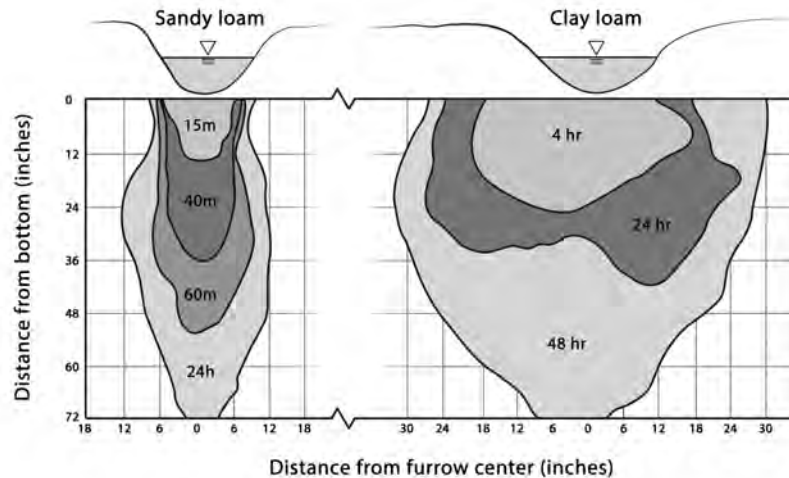 Sandy loam
Clay loam
Distance from bottom (inches)
0
12
24
36
48
60
72
15m
40m
60m
24h
4 hr
24 hr
48 hr
18 12 6 0 6 12 18
30 24 18 12 6 0 6 12 18 24 30
Distance from furrow center (inches)